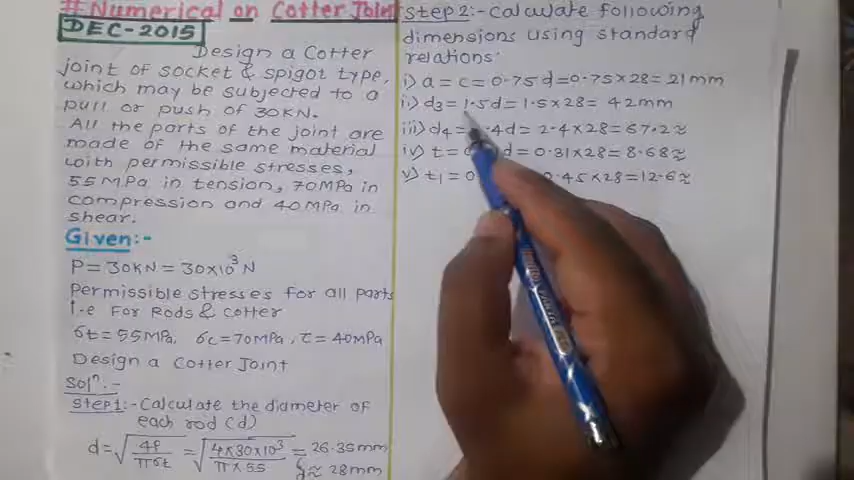 # Numerical on Cotter Joint
DEC-2015
Design a Cotter
joint of socket & spigot type,
which may be subjected to a
pull or push of 30KN.
All the parts of the joint are
made of the same material
with permissible stresses,
55MPa in tension, 70MPa in
compression and 40MPa in
shear.
Given:-
P = 30KN = 30×10³ N
Permissible stresses for all parts
I.e For Rods & cotter
σt = 55MPa, σc = 70MPa, τ = 40MPa
Design a Cotter Joint
Solⁿ:-
Step1:- Calculate the diameter of
each rod (d)
d = √(4P/πσt) = √(4×30×10³/π×55) = 26.35mm
≈ 28mm
Step2:- Calculate following
dimensions using standard
relations.
i) a = c = 0.75d = 0.75×28 = 21mm
ii) d3 = 1.5d = 1.5×28 = 42mm
iii) d4 = .4d = 2.4×28 = 67.2 ≈
iv) t = d = 0.31×28 = 8.68 ≈
v) t1 = 0 0.45×28 = 12.6 ≈